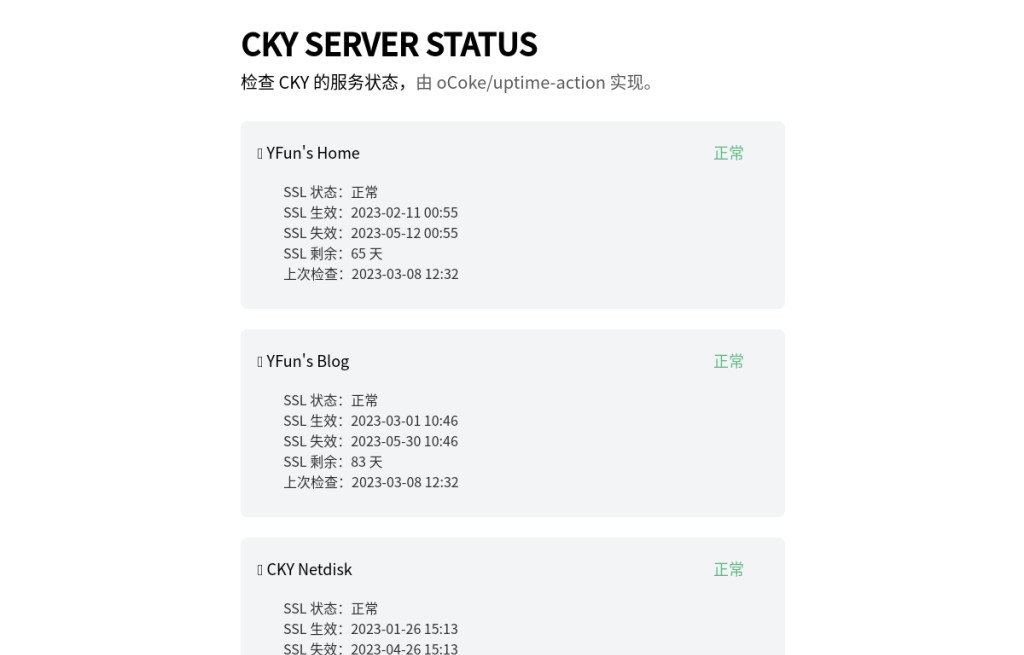 CKY SERVER STATUS
检查 CKY 的服务状态，由 oCoke/uptime-action 实现。
YFun's Home 正常
SSL 状态：正常
SSL 生效：2023-02-11 00:55
SSL 失效：2023-05-12 00:55
SSL 剩余：65 天
上次检查：2023-03-08 12:32
YFun's Blog 正常
SSL 状态：正常
SSL 生效：2023-03-01 10:46
SSL 失效：2023-05-30 10:46
SSL 剩余：83 天
上次检查：2023-03-08 12:32
CKY Netdisk 正常
SSL 状态：正常
SSL 生效：2023-01-26 15:13
SSL 失效：2023-04-26 15:13